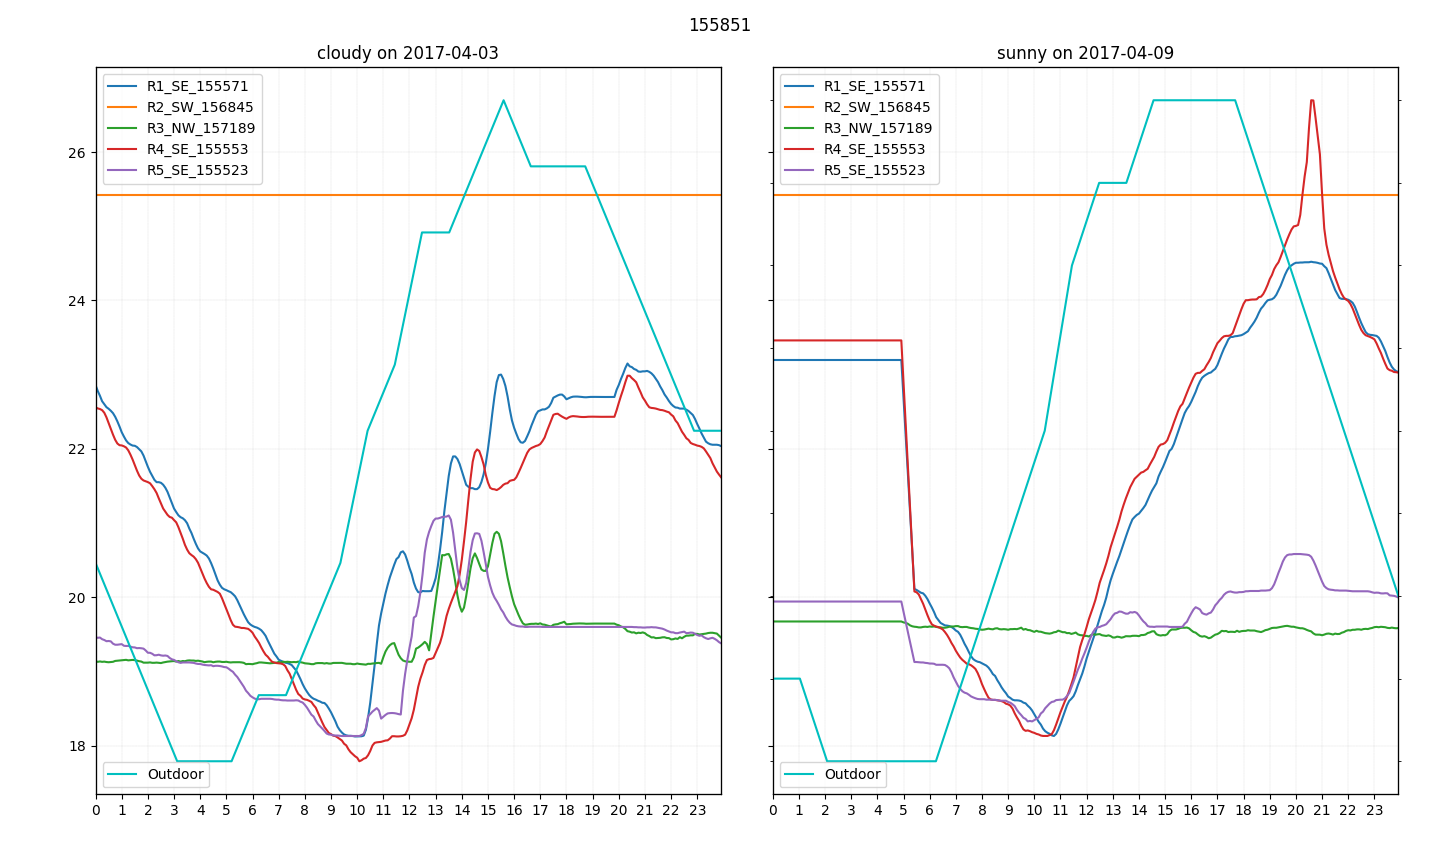 155851
cloudy on 2017-04-03
R1_SE_155571
R2_SW_156845
R3_NW_157189
R4_SE_155553
R5_SE_155523
26
24
22
20
18
Outdoor
0 1 2 3 4 5 6 7 8 9 10 11 12 13 14 15 16 17 18 19 20 21 22 23
sunny on 2017-04-09
R1_SE_155571
R2_SW_156845
R3_NW_157189
R4_SE_155553
R5_SE_155523
Outdoor
0 1 2 3 4 5 6 7 8 9 10 11 12 13 14 15 16 17 18 19 20 21 22 23